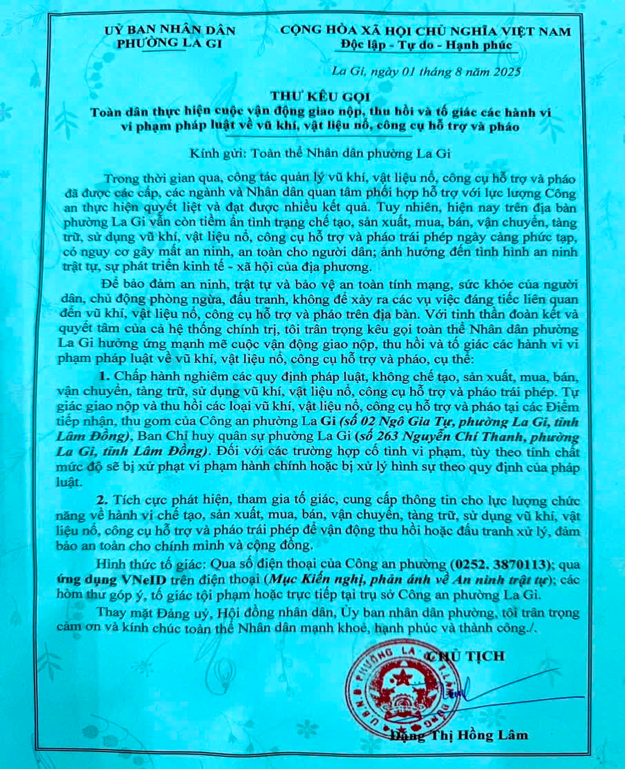 ỦY BAN NHÂN DÂN
PHƯỜNG LA GI
CỘNG HÒA XÃ HỘI CHỦ NGHĨA VIỆT NAM
Độc lập - Tự do - Hạnh phúc
La Gi, ngày 01 tháng 8 năm 2025
THƯ KÊU GỌI
Toàn dân thực hiện cuộc vận động giao nộp, thu hồi và tố giác các hành vi
vi phạm pháp luật về vũ khí, vật liệu nổ, công cụ hỗ trợ và pháo
Kính gửi: Toàn thể Nhân dân phường La Gi
Trong thời gian qua, công tác quản lý vũ khí, vật liệu nổ, công cụ hỗ trợ và pháo
đã được các cấp, các ngành và Nhân dân quan tâm phối hợp hỗ trợ với lực lượng Công
an thực hiện quyết liệt và đạt được nhiều kết quả. Tuy nhiên, hiện nay trên địa bàn
phường La Gi vẫn còn tiềm ẩn tình trạng chế tạo, sản xuất, mua, bán, vận chuyển, tàng
trữ, sử dụng vũ khí, vật liệu nổ, công cụ hỗ trợ và pháo trái phép ngày càng phức tạp,
có nguy cơ gây mất an ninh, an toàn cho người dân; ảnh hưởng đến tình hình an ninh
trật tự, sự phát triển kinh tế - xã hội của địa phương.
Để bảo đảm an ninh, trật tự và bảo vệ an toàn tính mạng, sức khỏe của người
dân, chủ động phòng ngừa, đấu tranh, không để xảy ra các vụ việc đáng tiếc liên quan
đến vũ khí, vật liệu nổ, công cụ hỗ trợ và pháo trên địa bàn. Với tinh thần đoàn kết và
quyết tâm của cả hệ thống chính trị, tôi trân trọng kêu gọi toàn thể Nhân dân phường
La Gi hưởng ứng mạnh mẽ cuộc vận động giao nộp, thu hồi và tố giác các hành vi vi
phạm pháp luật về vũ khí, vật liệu nổ, công cụ hỗ trợ và pháo, cụ thể:
1. Chấp hành nghiêm các quy định pháp luật, không chế tạo, sản xuất, mua, bán,
vận chuyển, tàng trữ, sử dụng vũ khí, vật liệu nổ, công cụ hỗ trợ và pháo trái phép. Tự
giác giao nộp và thu hồi các loại vũ khí, vật liệu nổ, công cụ hỗ trợ và pháo tại các Điểm
tiếp nhận, thu gom của Công an phường La Gi (số 02 Ngô Gia Tự, phường La Gi, tỉnh
Lâm Đồng), Ban Chỉ huy quân sự phường La Gi (số 263 Nguyễn Chí Thanh, phường
La Gi, tỉnh Lâm Đồng). Đối với các trường hợp cố tình vi phạm, tùy theo tính chất
mức độ sẽ bị xử phạt vi phạm hành chính hoặc bị xử lý hình sự theo quy định của pháp
luật.
2. Tích cực phát hiện, tham gia tố giác, cung cấp thông tin cho lực lượng chức
năng về hành vi chế tạo, sản xuất, mua, bán, vận chuyển, tàng trữ, sử dụng vũ khí, vật
liệu nổ, công cụ hỗ trợ và pháo trái phép để vận động thu hồi hoặc đấu tranh xử lý, đảm
bảo an toàn cho chính mình và cộng đồng.
Hình thức tố giác: Qua số điện thoại của Công an phường (0252. 3870113); qua
ứng dụng VNeID trên điện thoại (Mục Kiến nghị, phản ánh về An ninh trật tự); các
hòm thư góp ý, tố giác tội phạm hoặc trực tiếp tại trụ sở Công an phường La Gi.
Thay mặt Đảng uỷ, Hội đồng nhân dân, Ủy ban nhân dân phường, tôi trân trọng
cảm ơn và kính chúc toàn thể Nhân dân mạnh khoẻ, hạnh phúc và thành công./.
CHỦ TỊCH
U.B.N.D PHƯỜNG LA GI T.LÂM ĐỒNG
Đặng Thị Hồng Lâm